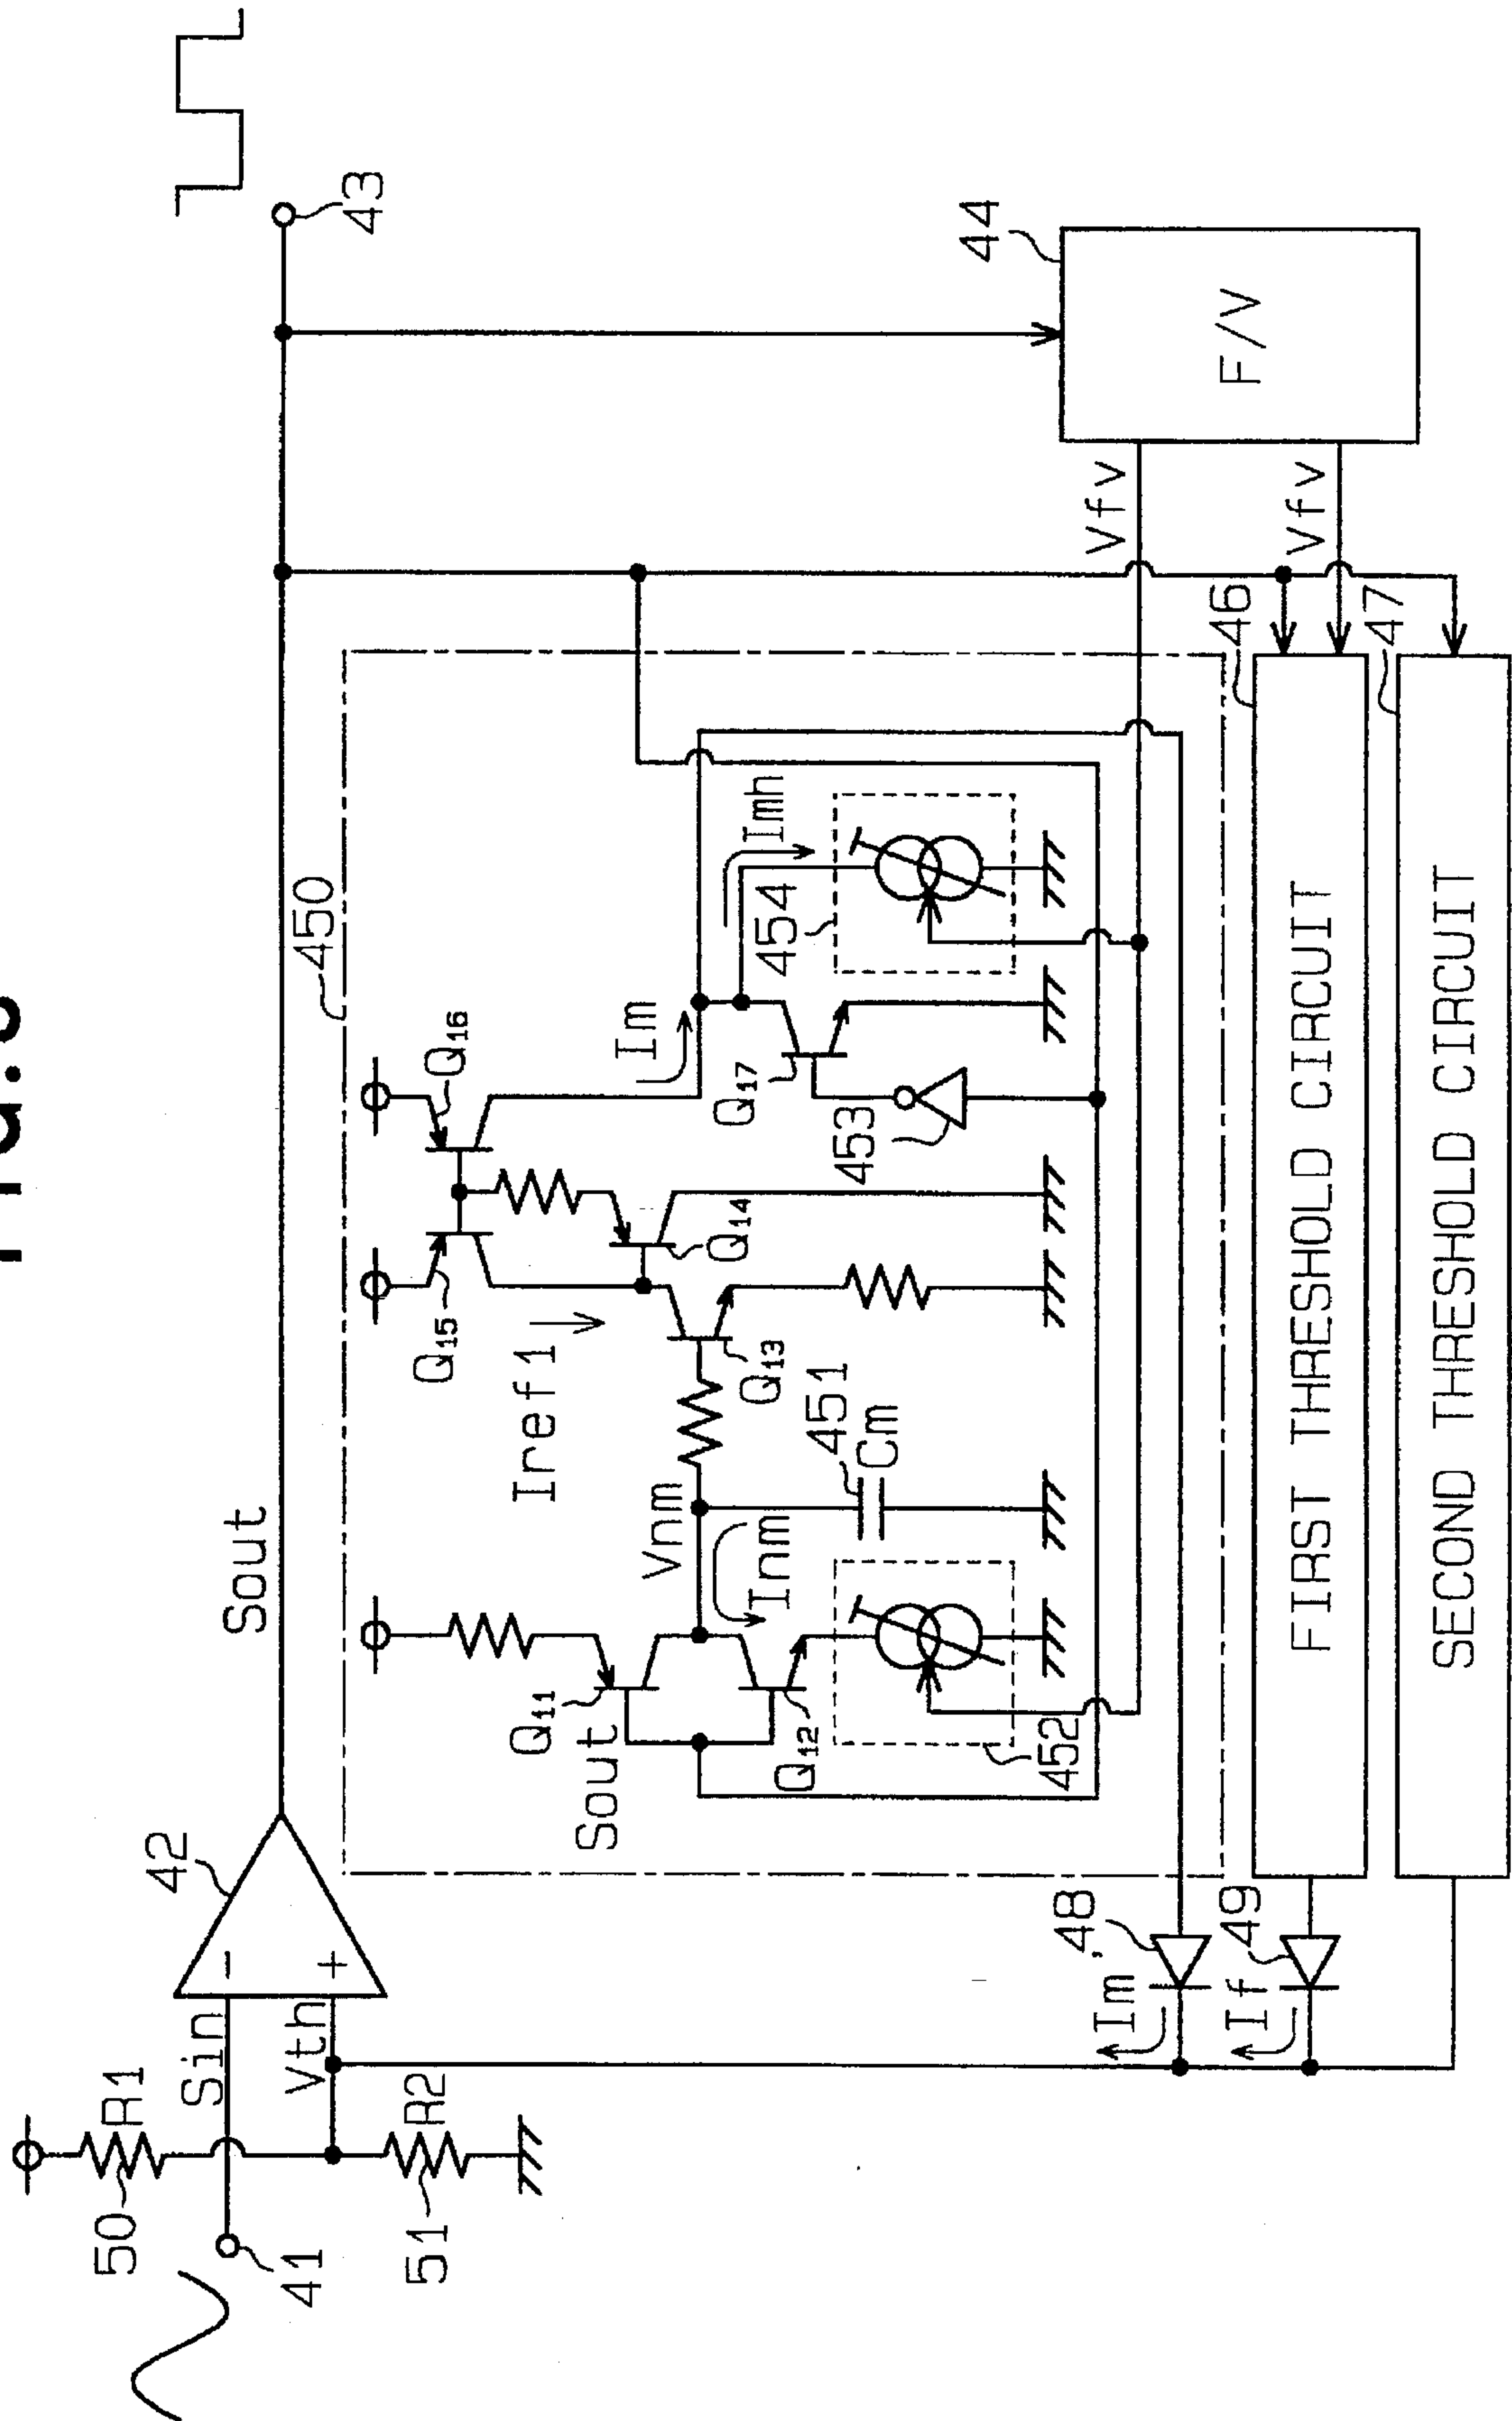 Sout
42
43
44
F/V
Vfv
Vfv
50
R1
41
Sin
Vth
51
R2
450
Q11
Sout
Q12
452
Inm
Vnm
451
Cm
Iref1
Q15
Q13
Q14
Q16
Im
Q17
453
454
Imh
Im'
48
If
49
46
FIRST THRESHOLD CIRCUIT
47
SECOND THRESHOLD CIRCUIT
−
+